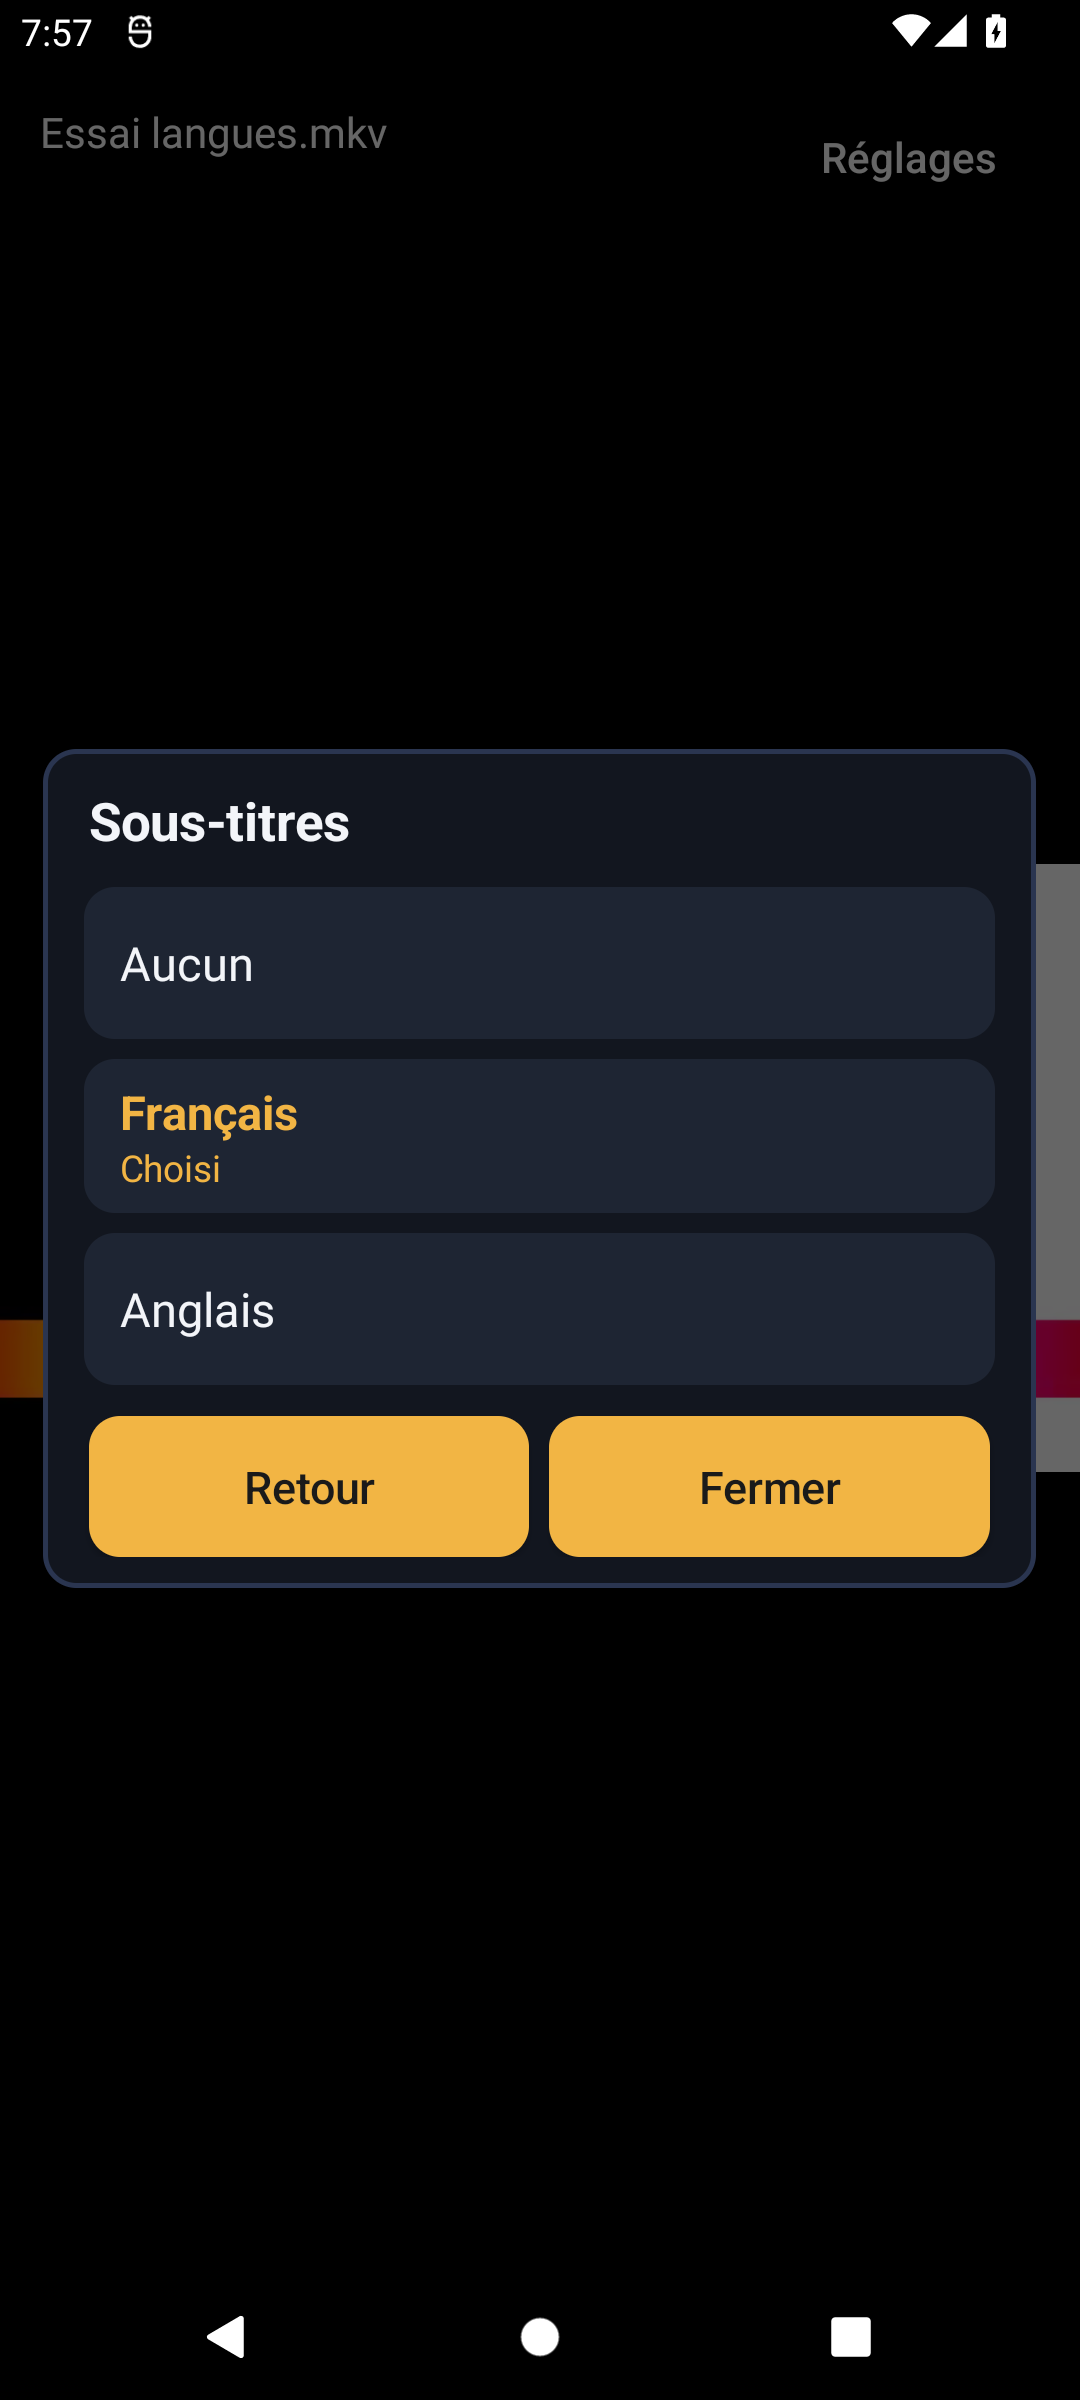 7:57
Essai langues.mkv
Réglages
Sous-titres
Aucun
Français
Choisi
Anglais
Retour
Fermer